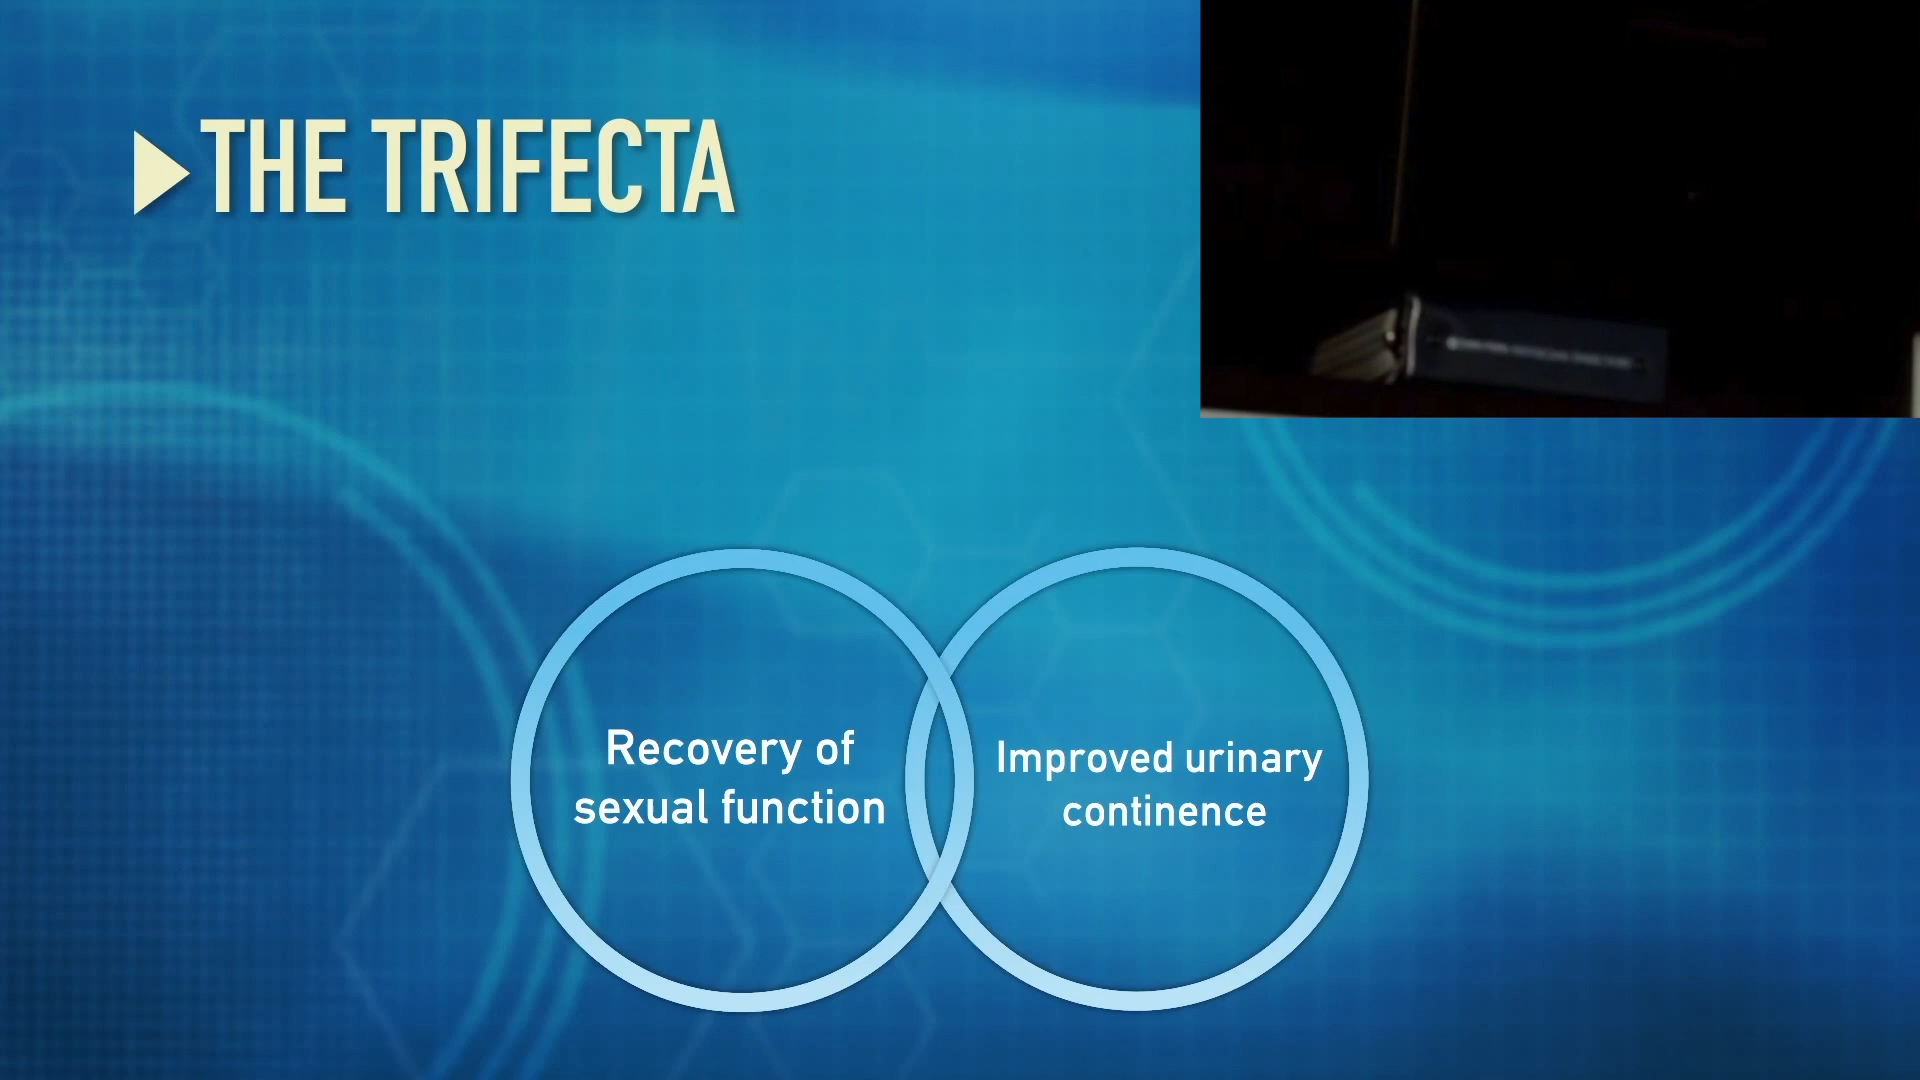 THE TRIFECTA
Recovery of
sexual function
Improved urinary
continence